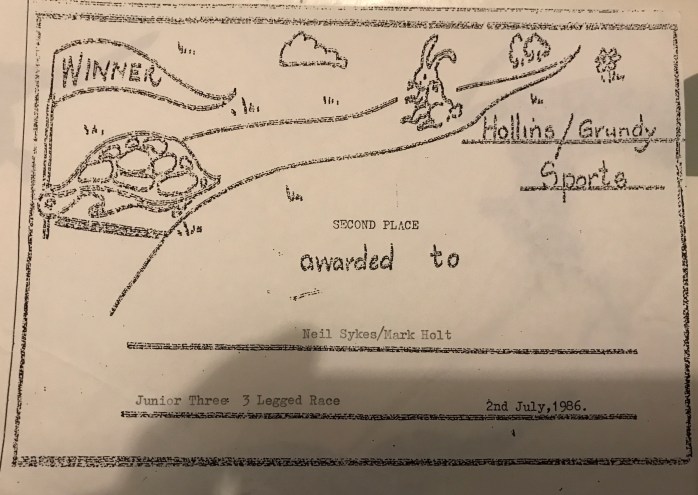 WINNER
Hollins/Grundy
Sports
SECOND PLACE
awarded to
Neil Sykes/Mark Holt
Junior Three 3 Legged Race
2nd July,1986.